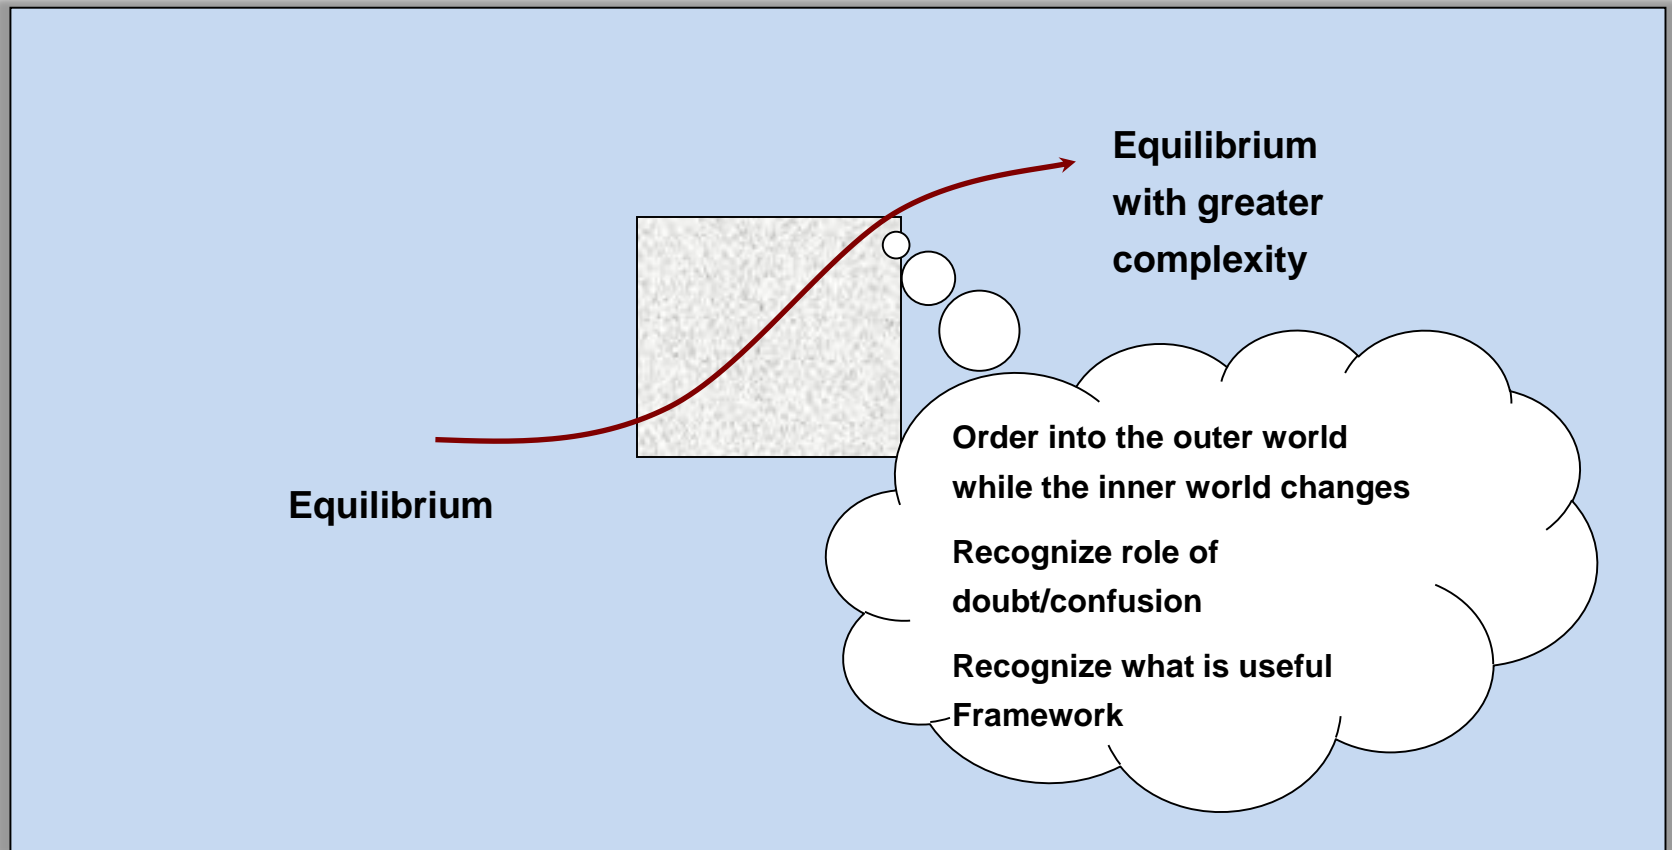 Equilibrium
with greater
complexity
Equilibrium
Order into the outer world
while the inner world changes
Recognize role of
doubt/confusion
Recognize what is useful
Framework